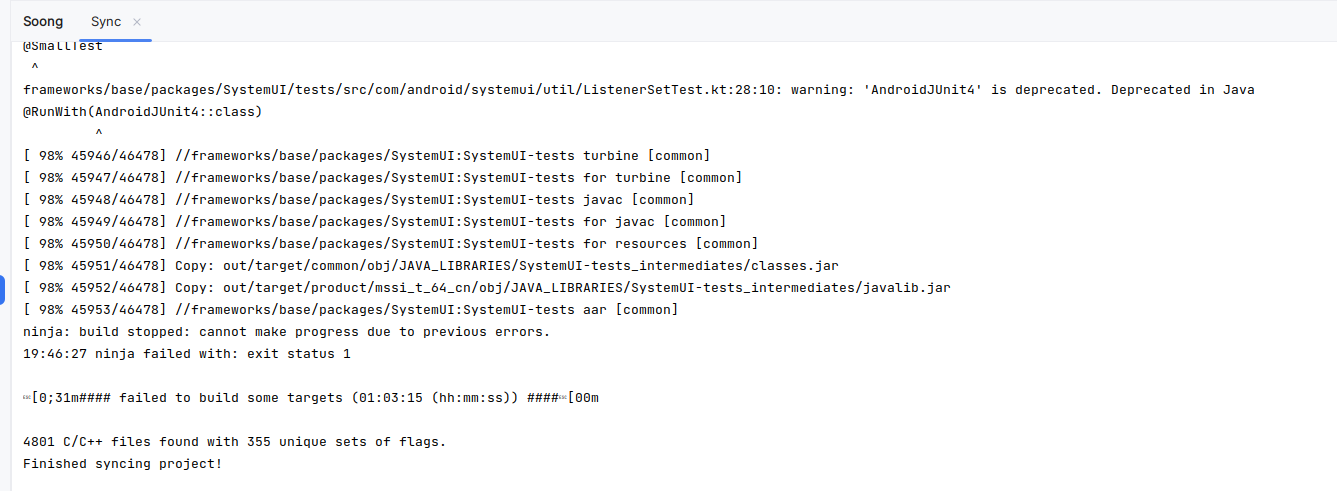 Soong Sync ×
@SmallTest
^
frameworks/base/packages/SystemUI/tests/src/com/android/systemui/util/ListenerSetTest.kt:28:10: warning: 'AndroidJUnit4' is deprecated. Deprecated in Java
@RunWith(AndroidJUnit4::class)
^
[ 98% 45946/46478] //frameworks/base/packages/SystemUI:SystemUI-tests turbine [common]
[ 98% 45947/46478] //frameworks/base/packages/SystemUI:SystemUI-tests for turbine [common]
[ 98% 45948/46478] //frameworks/base/packages/SystemUI:SystemUI-tests javac [common]
[ 98% 45949/46478] //frameworks/base/packages/SystemUI:SystemUI-tests for javac [common]
[ 98% 45950/46478] //frameworks/base/packages/SystemUI:SystemUI-tests for resources [common]
[ 98% 45951/46478] Copy: out/target/common/obj/JAVA_LIBRARIES/SystemUI-tests_intermediates/classes.jar
[ 98% 45952/46478] Copy: out/target/product/mssi_t_64_cn/obj/JAVA_LIBRARIES/SystemUI-tests_intermediates/javalib.jar
[ 98% 45953/46478] //frameworks/base/packages/SystemUI:SystemUI-tests aar [common]
ninja: build stopped: cannot make progress due to previous errors.
19:46:27 ninja failed with: exit status 1
[0;31m#### failed to build some targets (01:03:15 (hh:mm:ss)) ####[00m
4801 C/C++ files found with 355 unique sets of flags.
Finished syncing project!